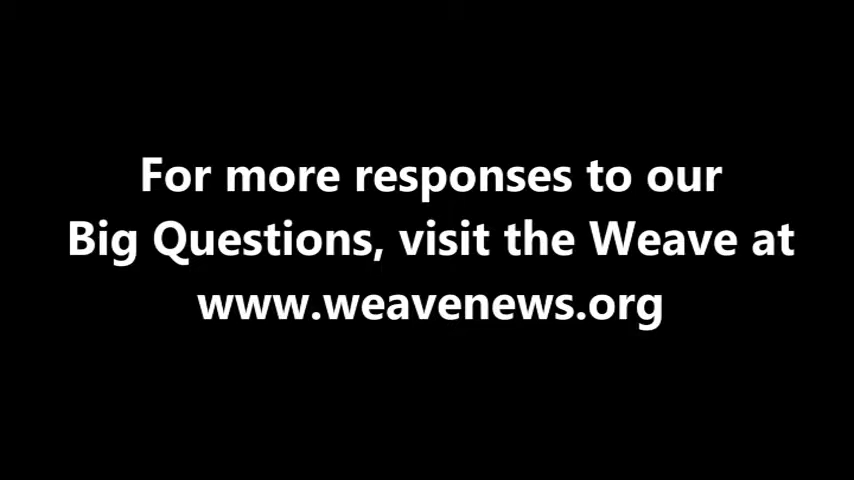 For more responses to our
Big Questions, visit the Weave at
www.weavenews.org